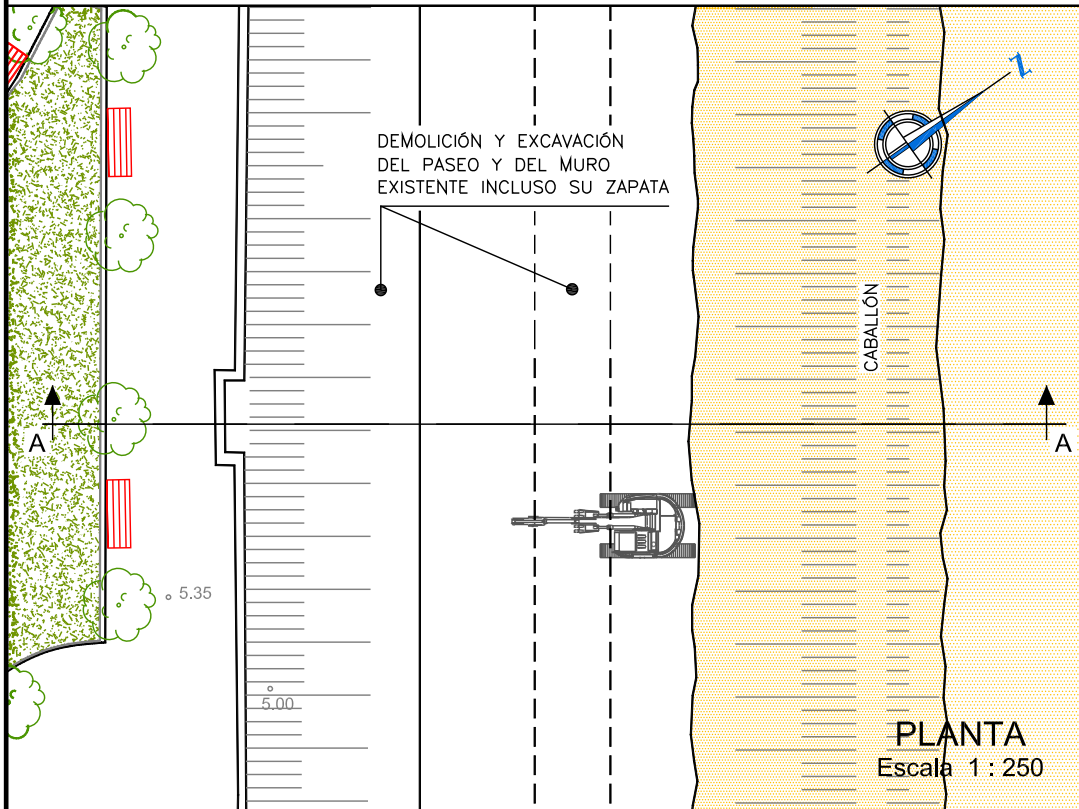 N
DEMOLICIÓN Y EXCAVACIÓN
DEL PASEO Y DEL MURO
EXISTENTE INCLUSO SU ZAPATA
CABALLÓN
A
A
5.35
5.00
PLANTA
Escala 1 : 250